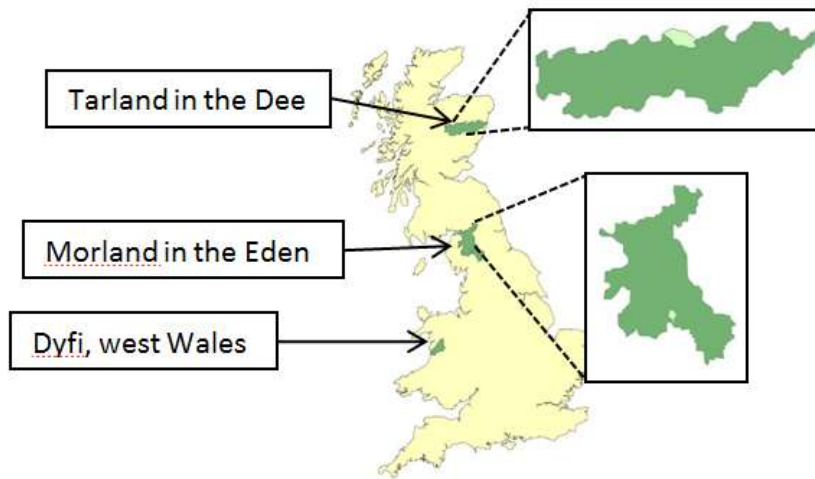 Tarland in the Dee
Morland in the Eden
Dyfi, west Wales